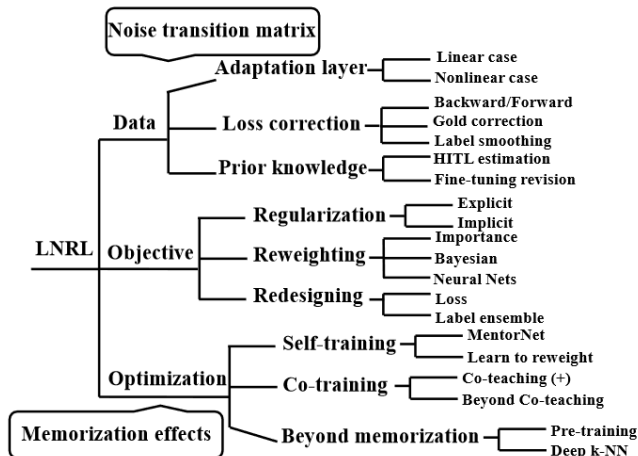 Noise transition matrix
Adaptation layer
Linear case
Nonlinear case
Data
Loss correction
Backward/Forward
Gold correction
Label smoothing
Prior knowledge
HITL estimation
Fine-tuning revision
LNRL
Objective
Regularization
Explicit
Implicit
Reweighting
Importance
Bayesian
Neural Nets
Redesigning
Loss
Label ensemble
Optimization
Self-training
MentorNet
Learn to reweight
Co-training
Co-teaching (+)
Beyond Co-teaching
Memorization effects
Beyond memorization
Pre-training
Deep k-NN